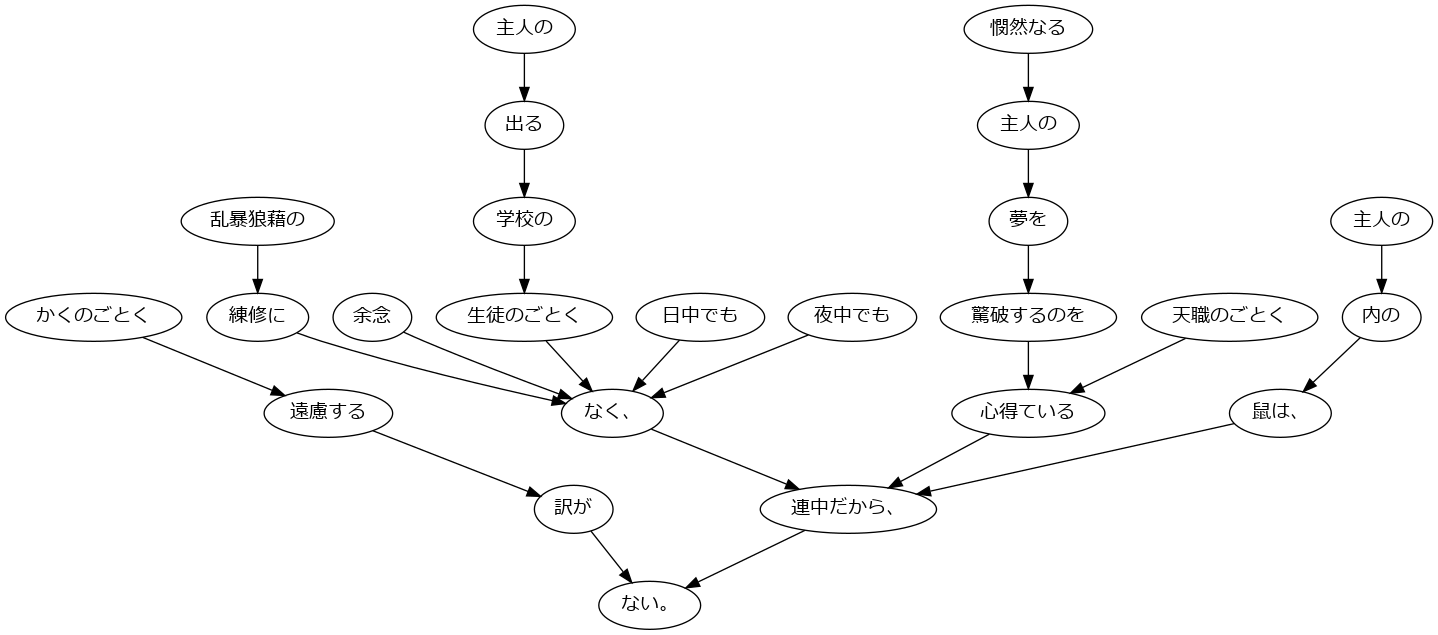 主人の
憫然なる
出る
主人の
乱暴狼藉の
学校の
夢を
主人の
かくのごとく
練修に
余念
生徒のごとく
日中でも
夜中でも
驚破するのを
天職のごとく
内の
遠慮する
なく、
心得ている
鼠は、
訳が
連中だから、
ない。